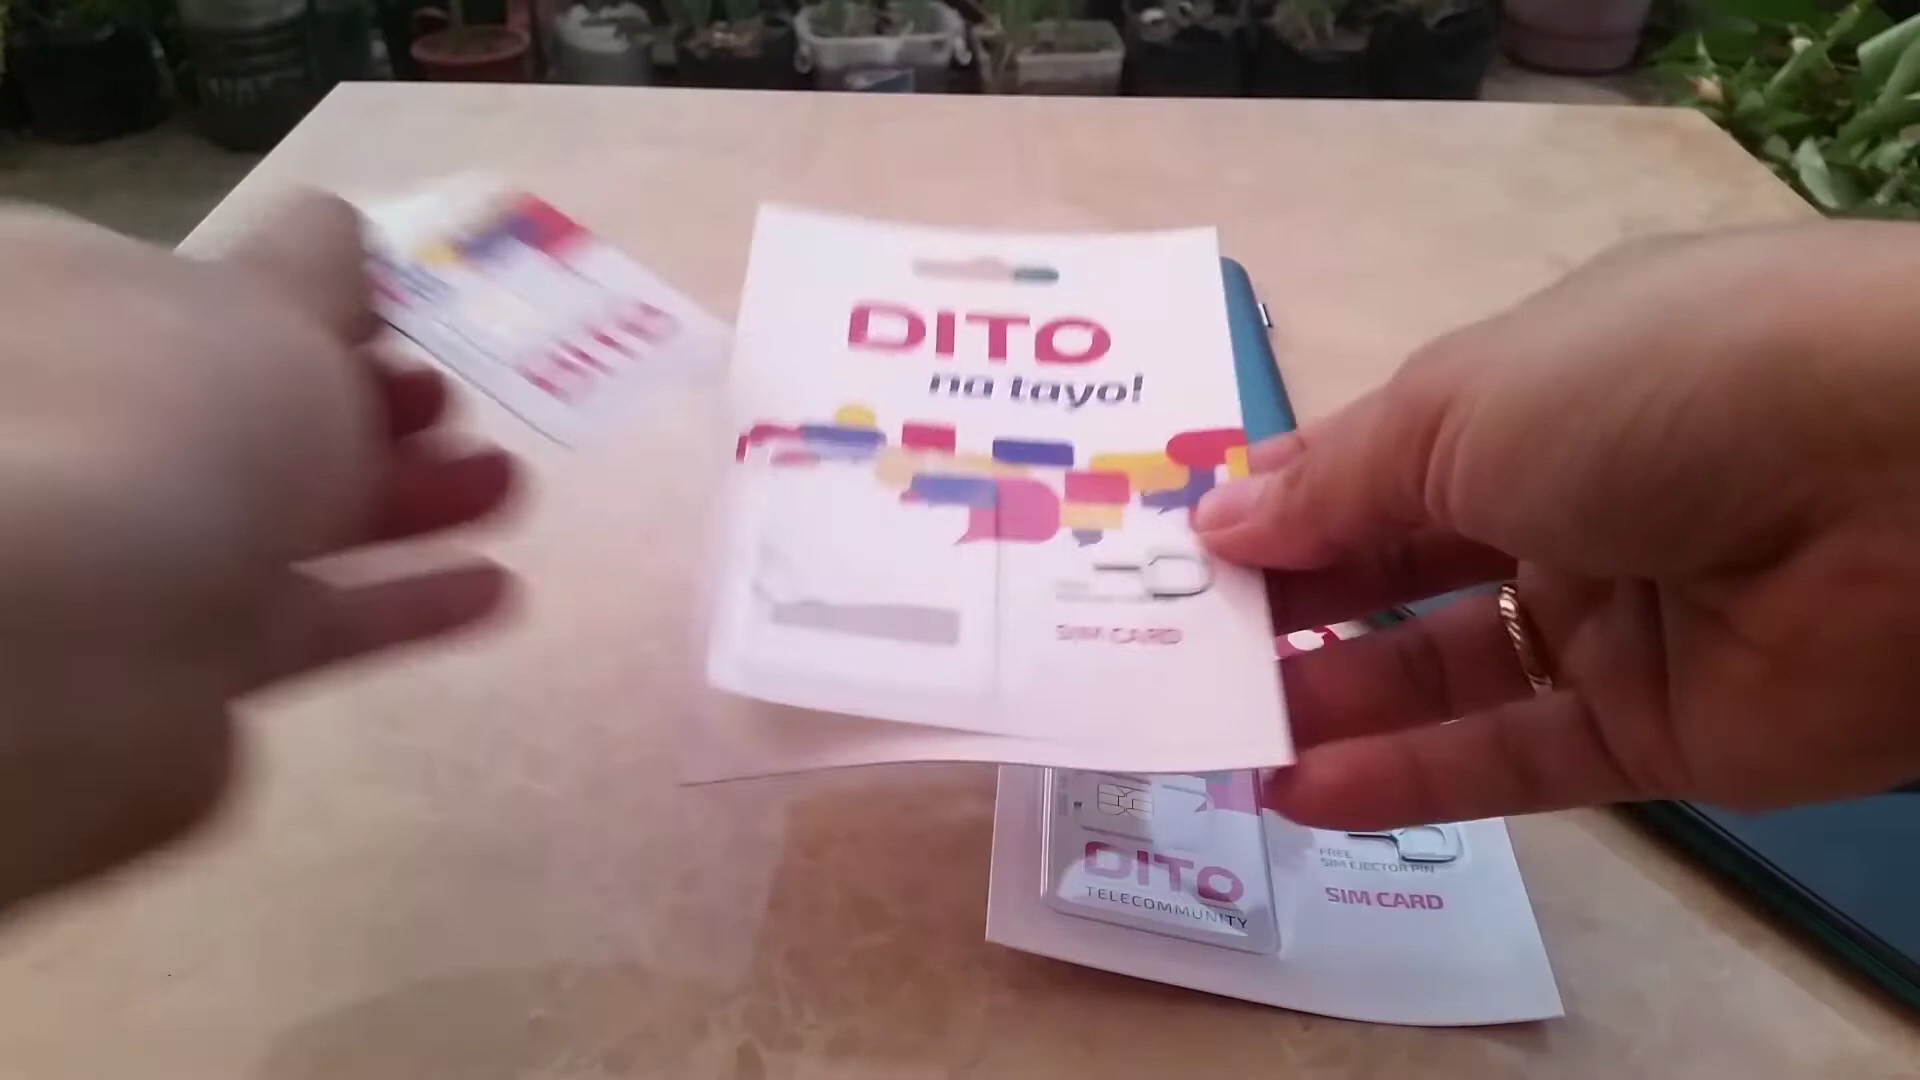 DITO
na tayo!
SIM CARD
DITO
TELECOMMUNITY
FREE
SIM EJECTOR PIN
SIM CARD